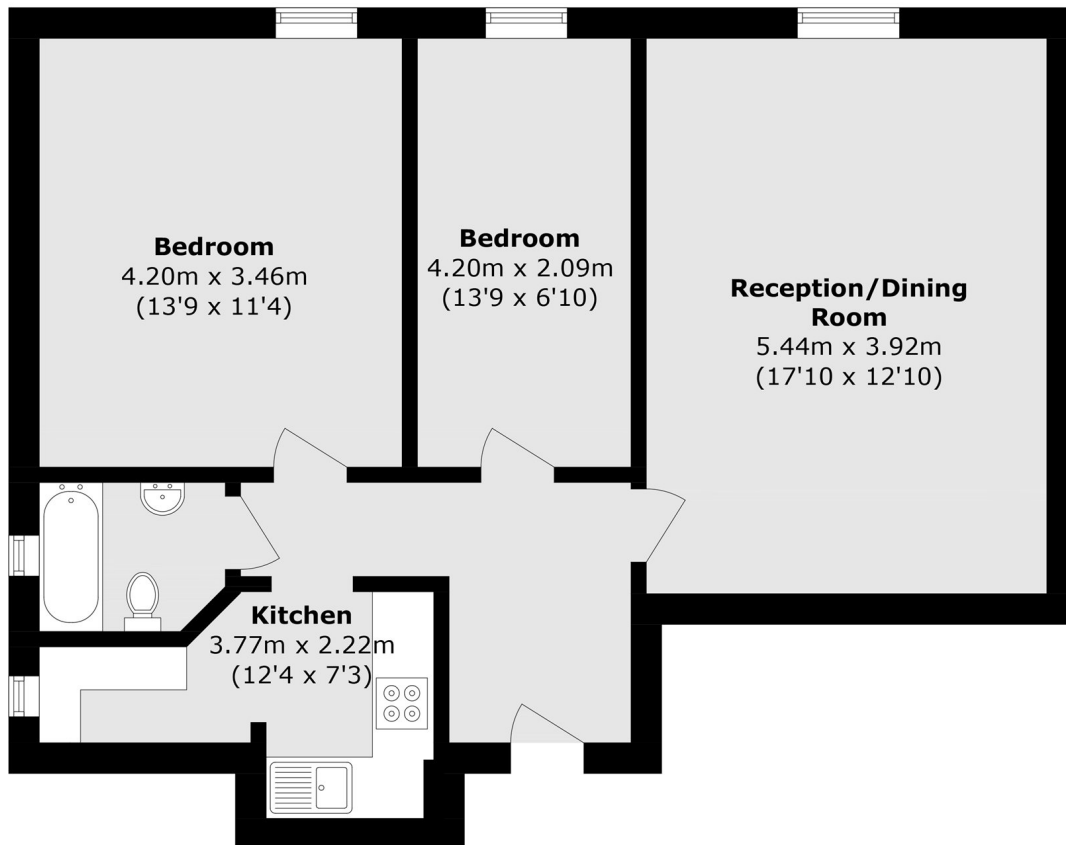 Bedroom
4.20m x 3.46m
(13'9 x 11'4)
Bedroom
4.20m x 2.09m
(13'9 x 6'10)
Reception/Dining
Room
5.44m x 3.92m
(17'10 x 12'10)
Kitchen
3.77m x 2.22m
(12'4 x 7'3)